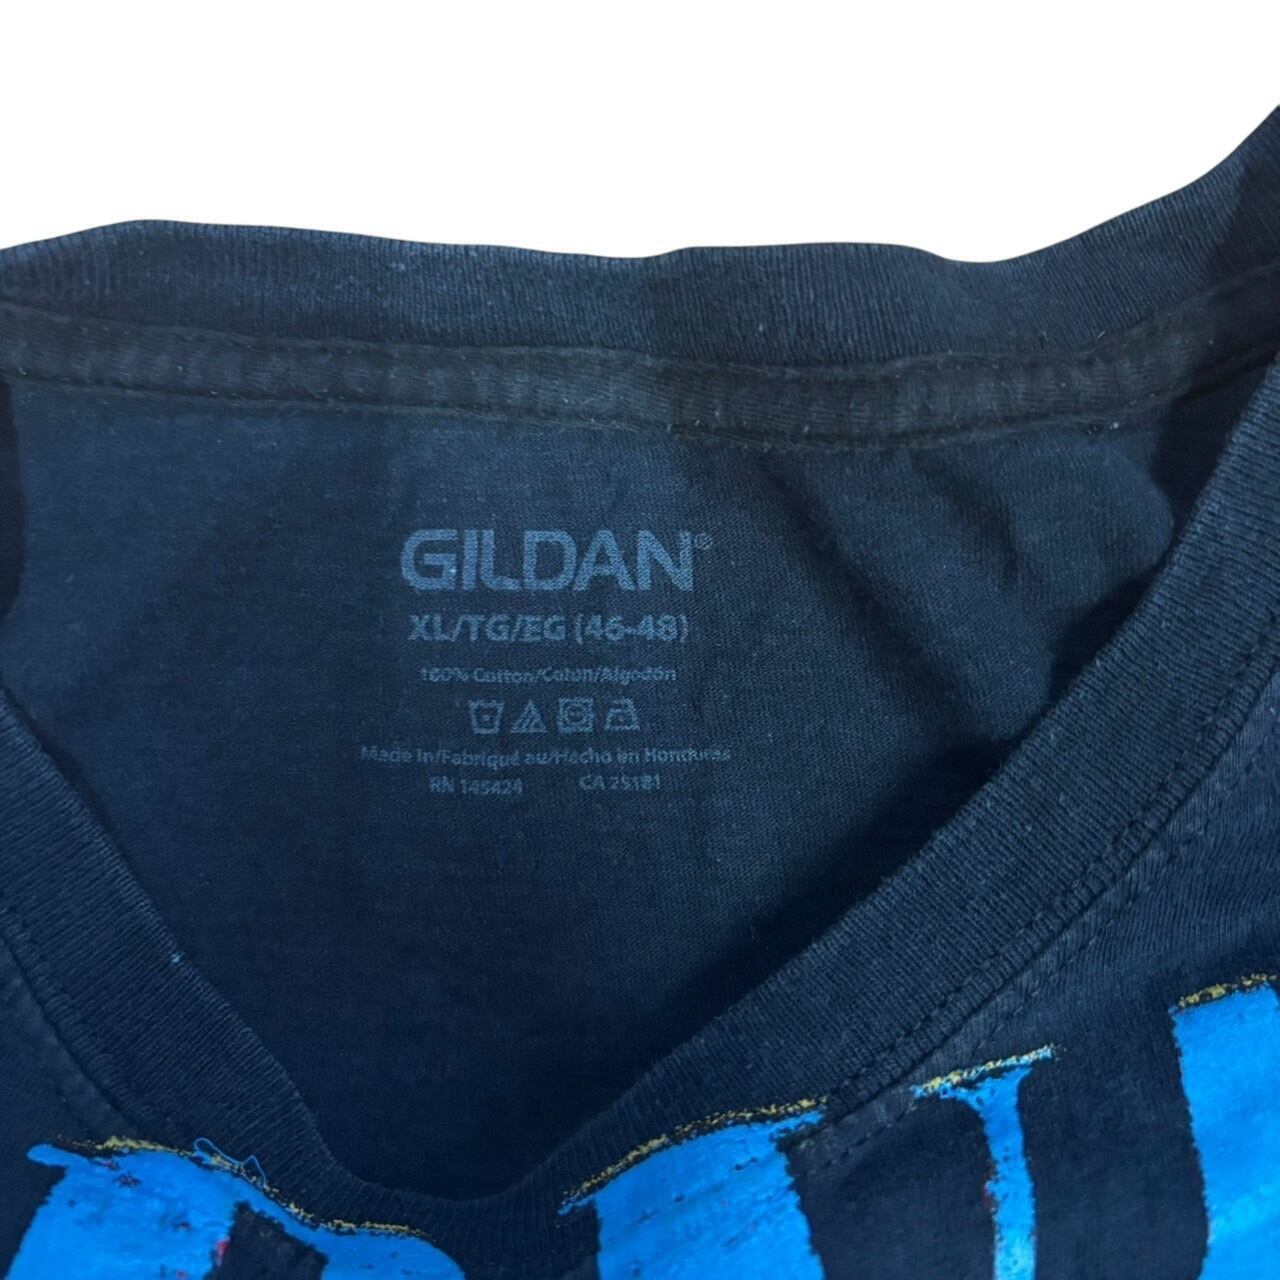 GILDAN®
XL/TG/EG (46-48)
100% Cotton/Coton/Algodón
Made in/Fabriqué au/Hecho en Honduras
RN 145424 CA 25181